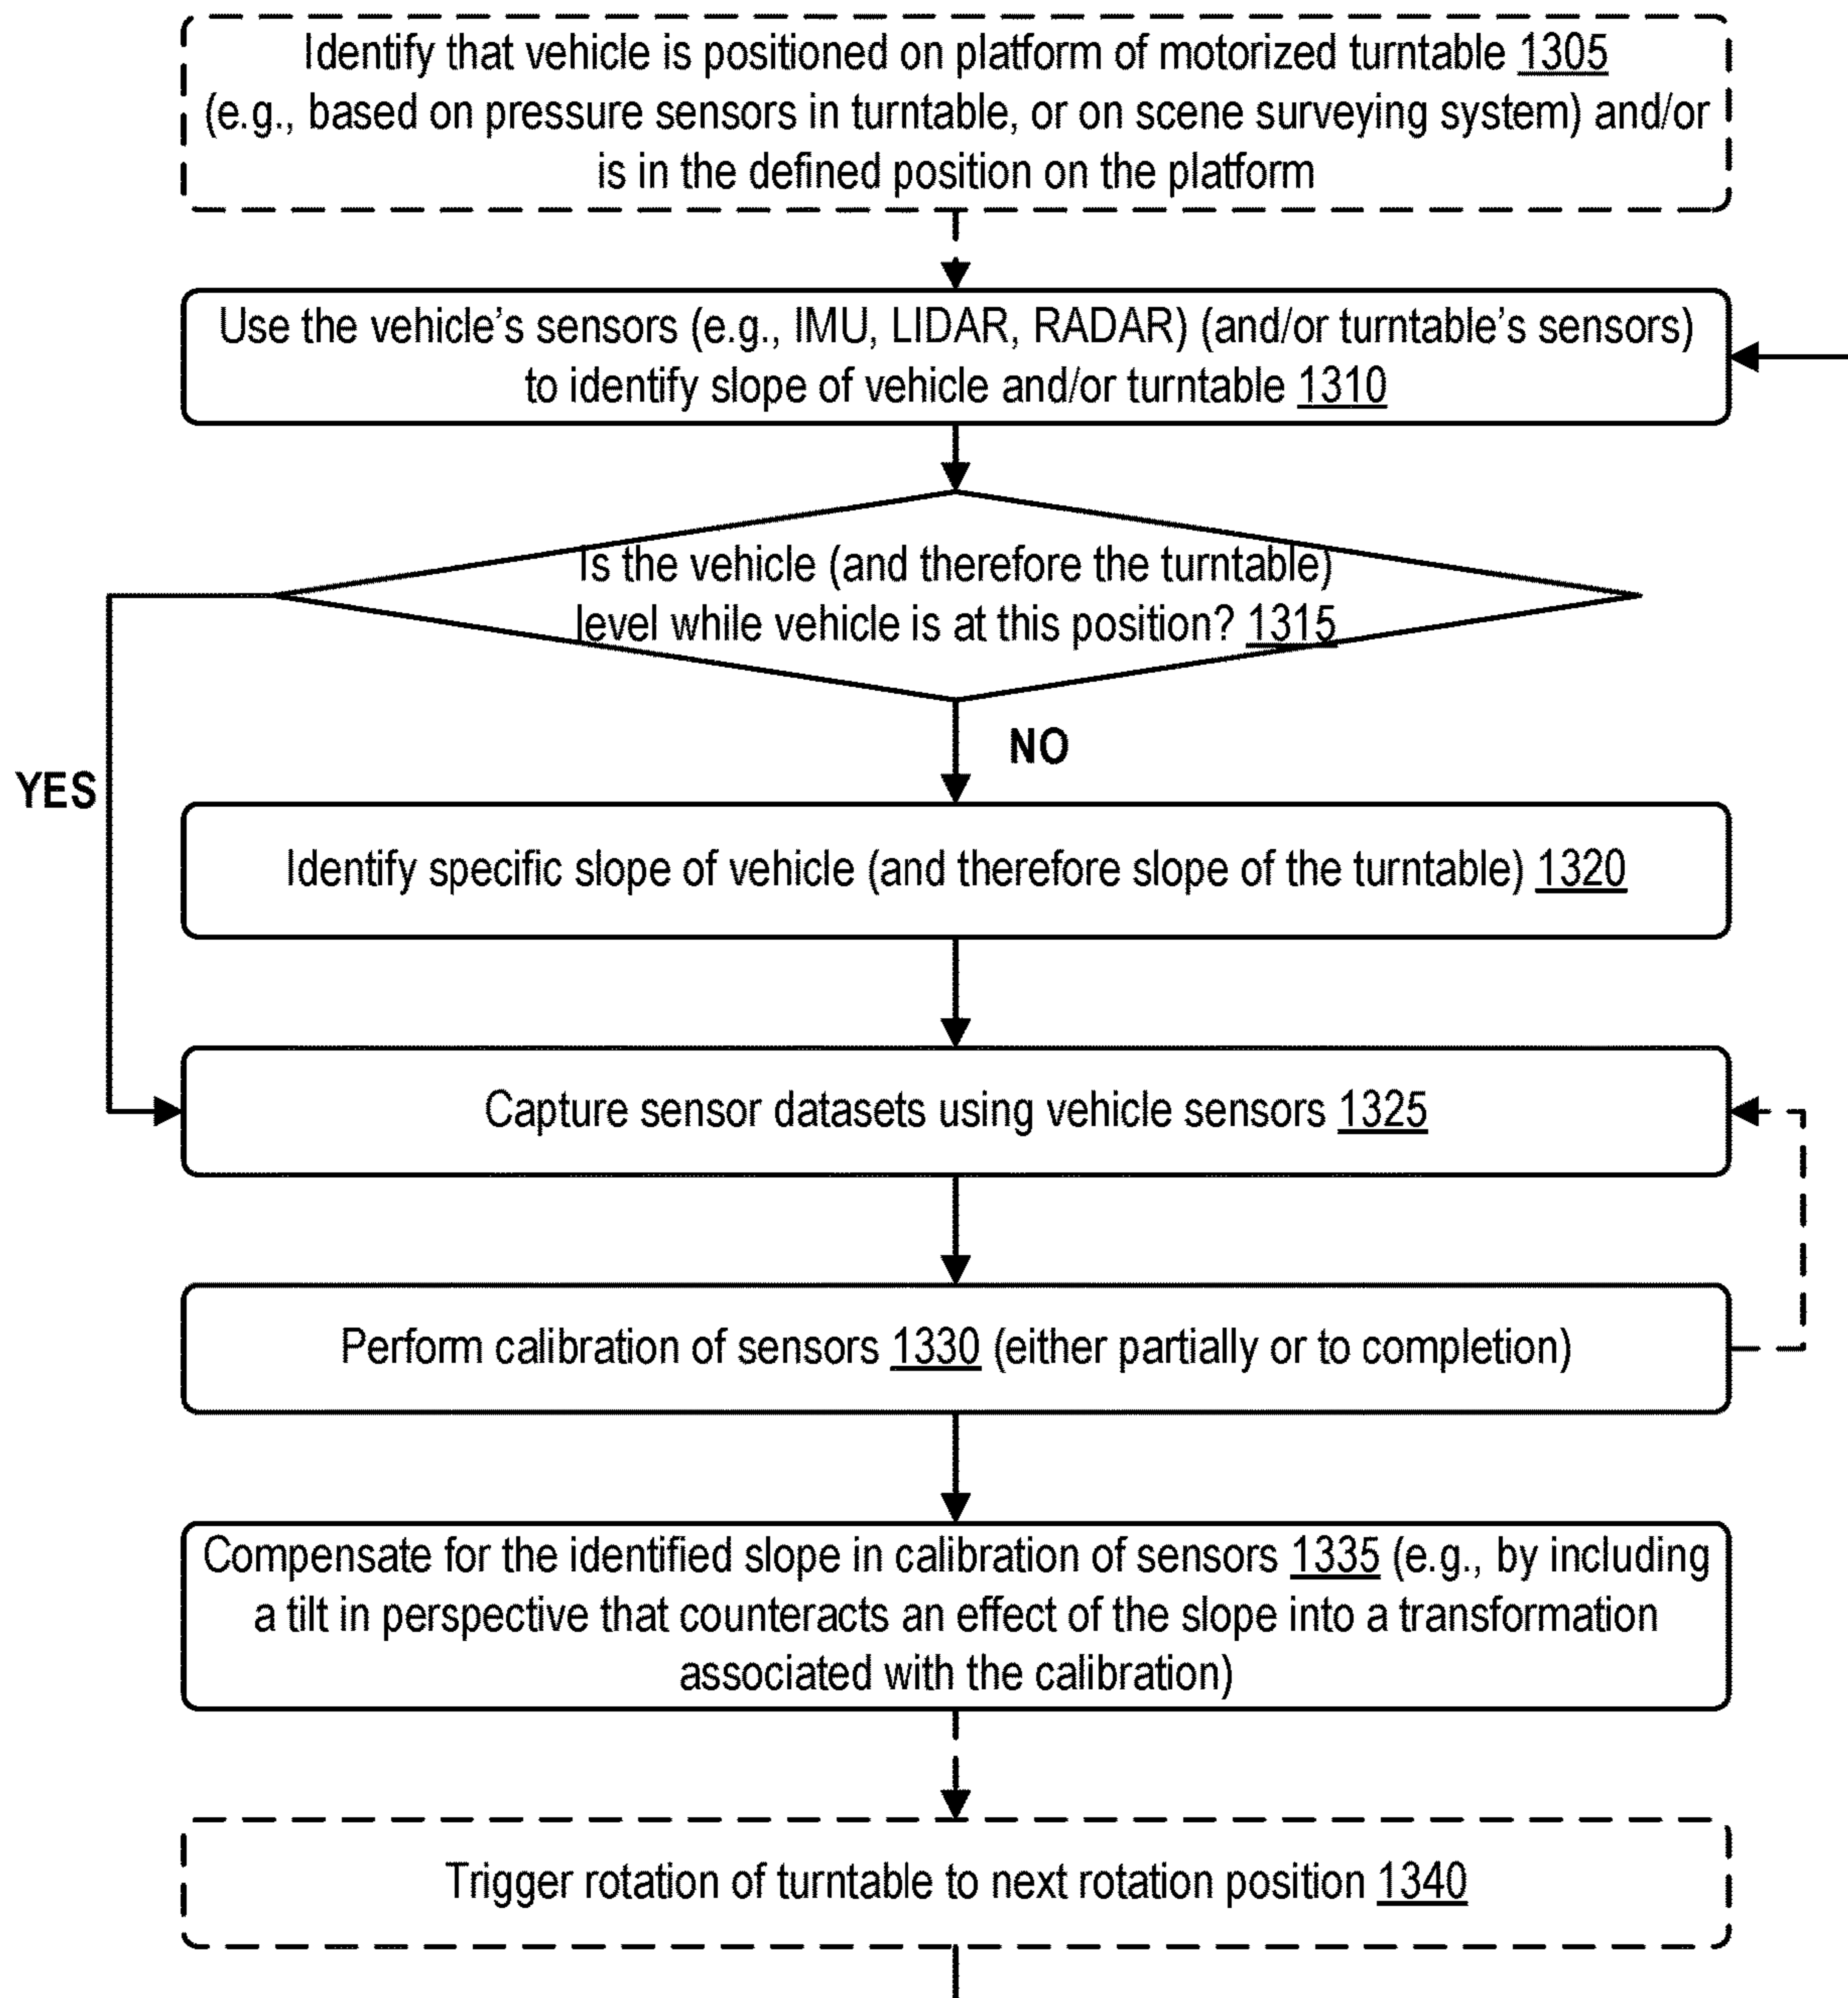 Identify that vehicle is positioned on platform of motorized turntable 1305
(e.g., based on pressure sensors in turntable, or on scene surveying system) and/or
is in the defined position on the platform
Use the vehicle's sensors (e.g., IMU, LIDAR, RADAR) (and/or turntable's sensors)
to identify slope of vehicle and/or turntable 1310
Is the vehicle (and therefore the turntable)
level while vehicle is at this position? 1315
NO
YES
Identify specific slope of vehicle (and therefore slope of the turntable) 1320
Capture sensor datasets using vehicle sensors 1325
Perform calibration of sensors 1330 (either partially or to completion)
Compensate for the identified slope in calibration of sensors 1335 (e.g., by including
a tilt in perspective that counteracts an effect of the slope into a transformation
associated with the calibration)
Trigger rotation of turntable to next rotation position 1340